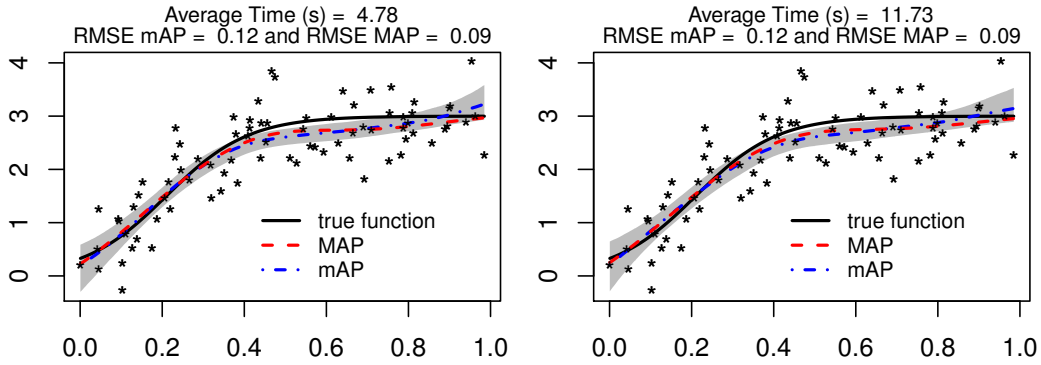 Average Time (s) = 4.78
RMSE mAP = 0.12 and RMSE MAP = 0.09
4
3
2
1
0
true function
MAP
mAP
0.0 0.2 0.4 0.6 0.8 1.0
Average Time (s) = 11.73
RMSE mAP = 0.12 and RMSE MAP = 0.09
4
3
2
1
0
true function
MAP
mAP
0.0 0.2 0.4 0.6 0.8 1.0